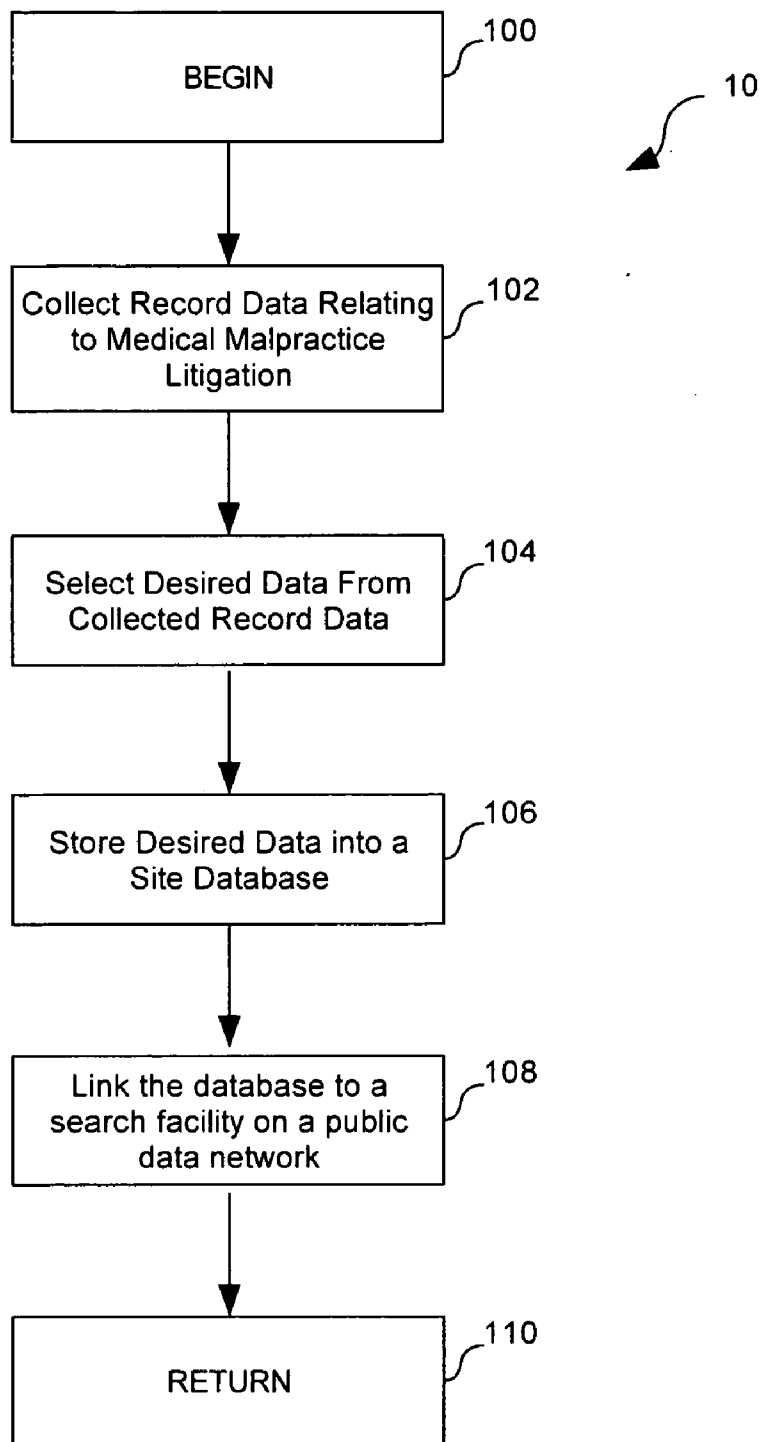 100
BEGIN
10
102
Collect Record Data Relating
to Medical Malpractice
Litigation
104
Select Desired Data From
Collected Record Data
106
Store Desired Data into a
Site Database
108
Link the database to a
search facility on a public
data network
110
RETURN